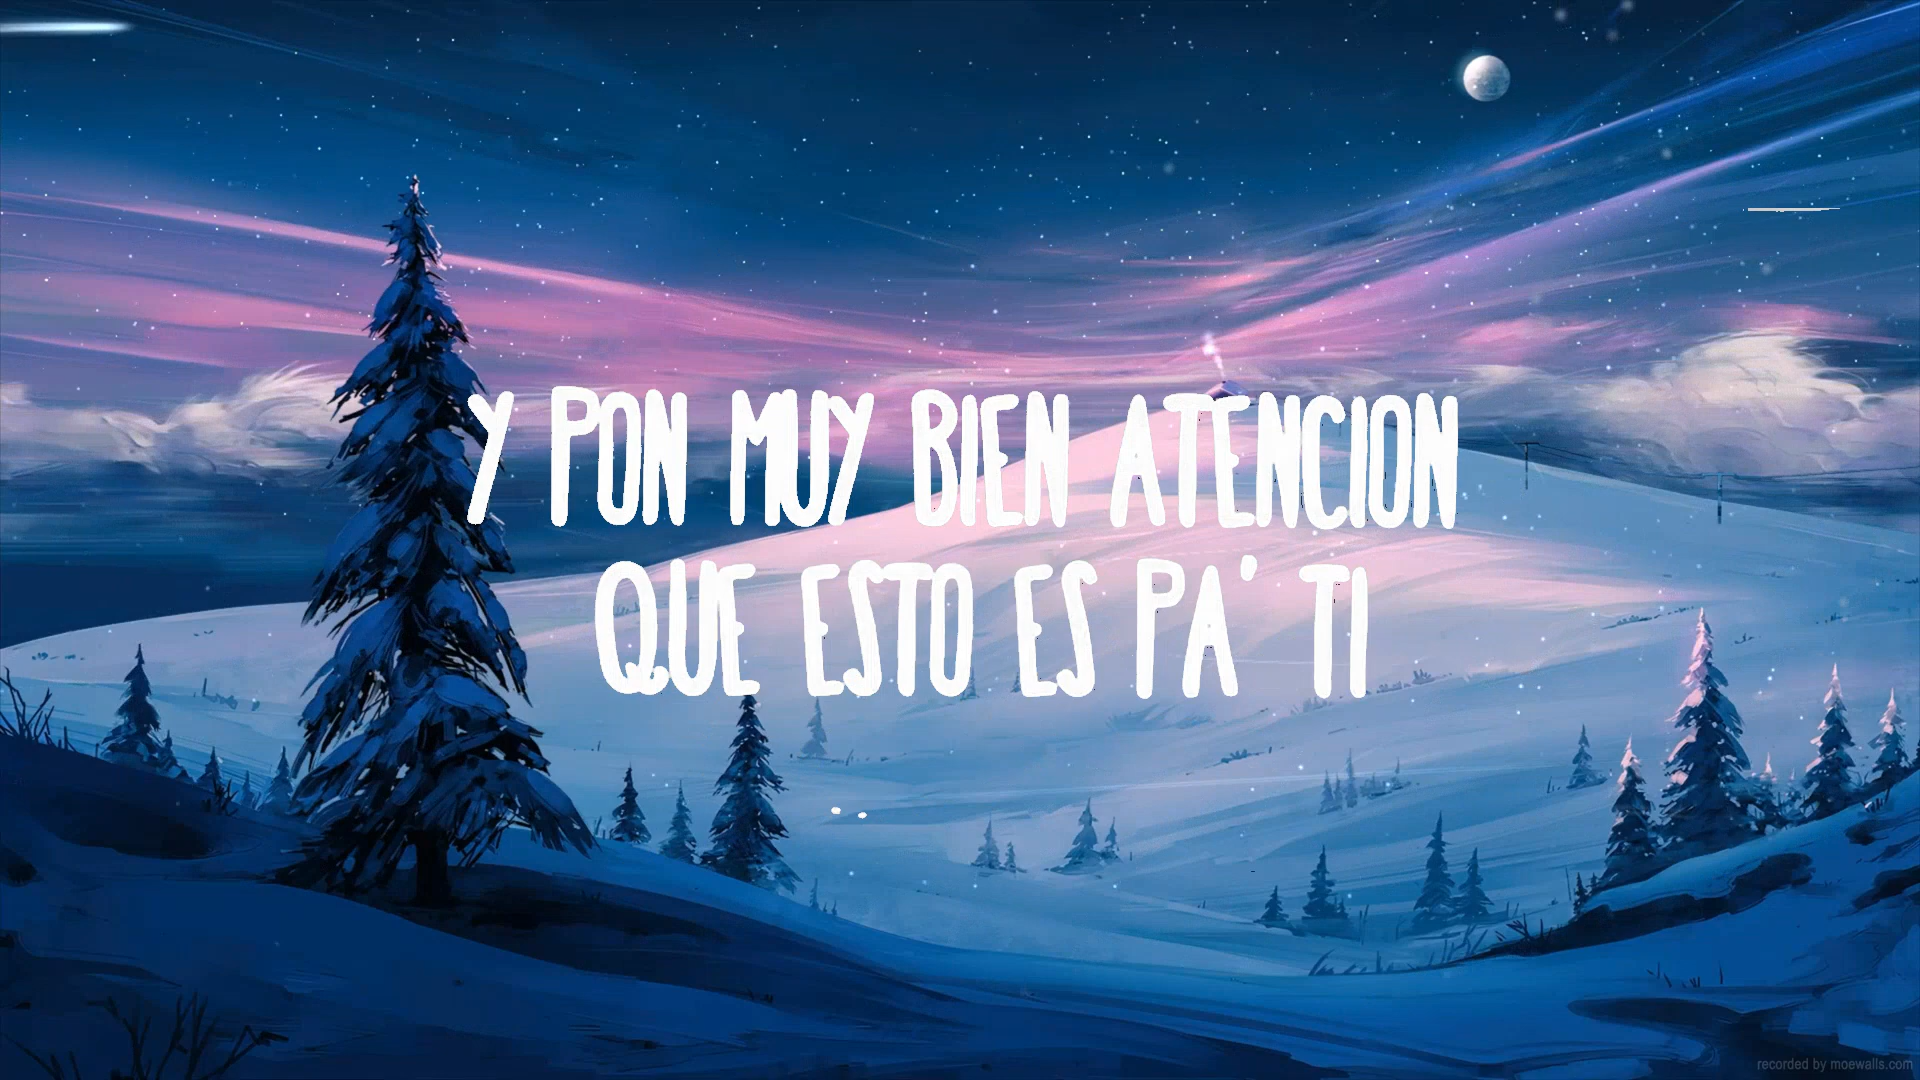 Y PON MUY BIEN ATENCION
QUE ESTO ES PA' TI
recorded by moewalls.com